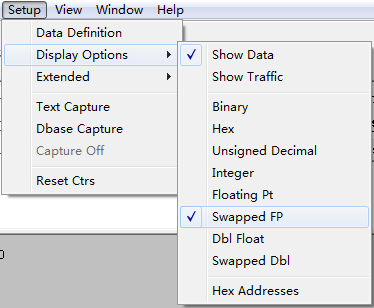 Setup View Window Help
Data Definition
Display Options
Extended
Text Capture
Dbase Capture
Capture Off
Reset Ctrs
Show Data
Show Traffic
Binary
Hex
Unsigned Decimal
Integer
Floating Pt
Swapped FP
Dbl Float
Swapped Dbl
Hex Addresses
0